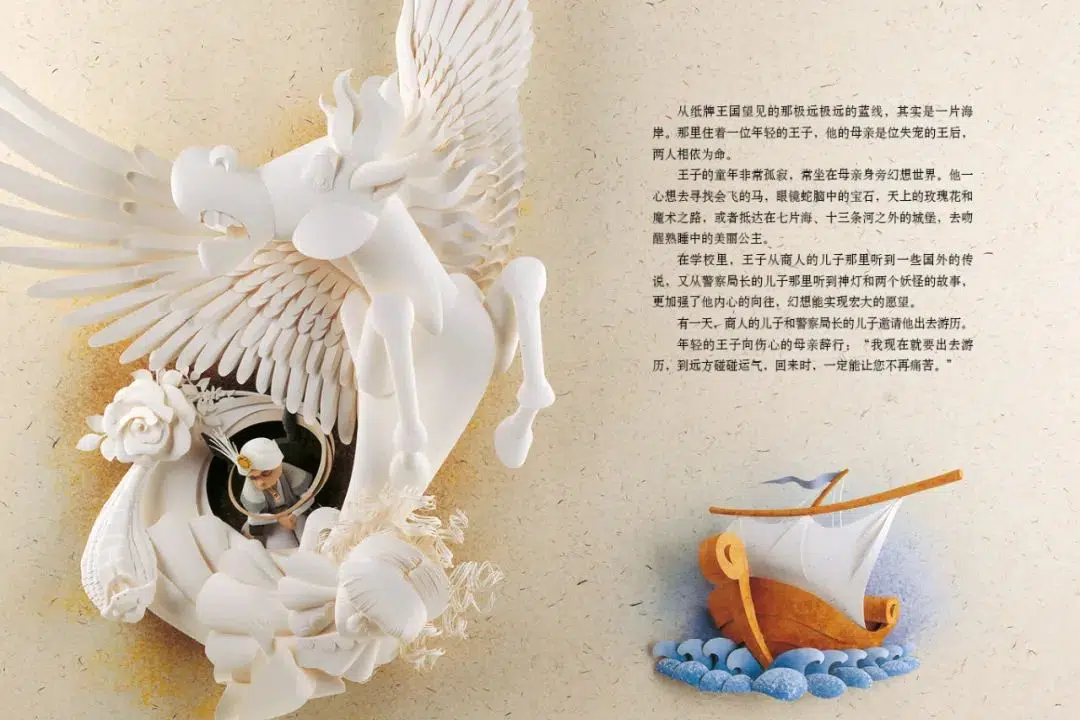 从纸牌王国望见的那极远极远的蓝线，其实是一片海
岸。那里住着一位年轻的王子，他的母亲是位失宠的王后，
两人相依为命。
王子的童年非常孤寂，常坐在母亲身旁幻想世界。他一
心想去寻找会飞的马，眼镜蛇脑中的宝石，天上的玫瑰花和
魔术之路，或者抵达在七片海、十三条河之外的城堡，去吻
醒熟睡中的美丽公主。
在学校里，王子从商人的儿子那里听到一些国外的传
说，又从警察局长的儿子那里听到神灯和两个妖怪的故事，
更加强了他内心的向往，幻想能实现宏大的愿望。
有一天，商人的儿子和警察局长的儿子邀请他出去游历。
年轻的王子向伤心的母亲辞行：“我现在就要出去游
历，到远方碰碰运气，回来时，一定能让您不再痛苦。”